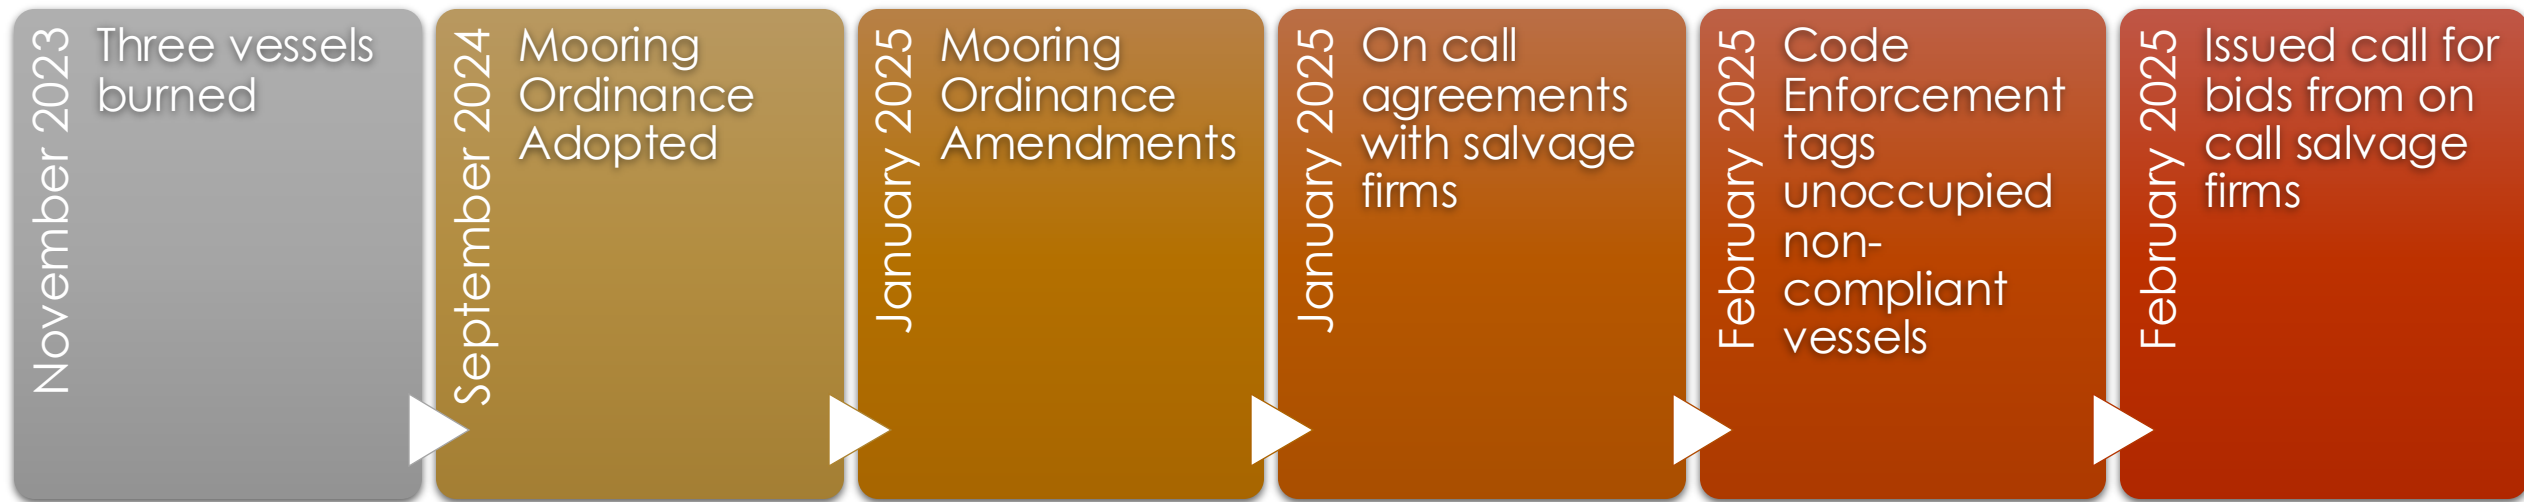 November 2023
Three vessels
burned
September 2024
Mooring
Ordinance
Adopted
January 2025
Mooring
Ordinance
Amendments
January 2025
On call
agreements
with salvage
firms
February 2025
Code
Enforcement
tags
unoccupied
non-
compliant
vessels
February 2025
Issued call for
bids from on
call salvage
firms